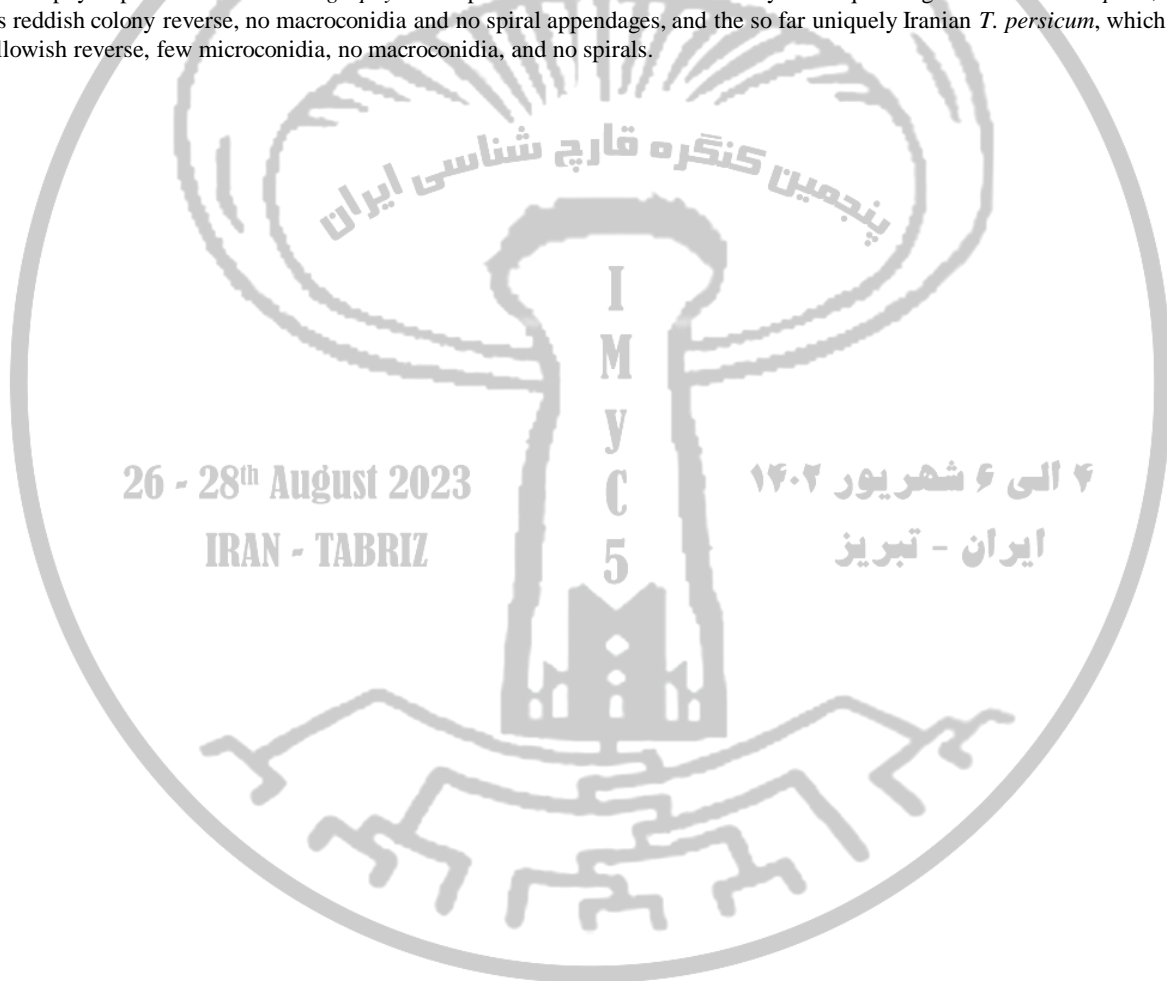 s reddish colony reverse, no macroconidia and no spiral appendages, and the so far uniquely Iranian T. persicum, which
llowish reverse, few microconidia, no macroconidia, and no spirals.
پنجمین کنگره قارچ شناسی ایران
I
M
y
C
5
26 - 28th August 2023
IRAN - TABRIZ
۴ الی ۶ شهریور ۱۴۰۲
ایران - تبریز